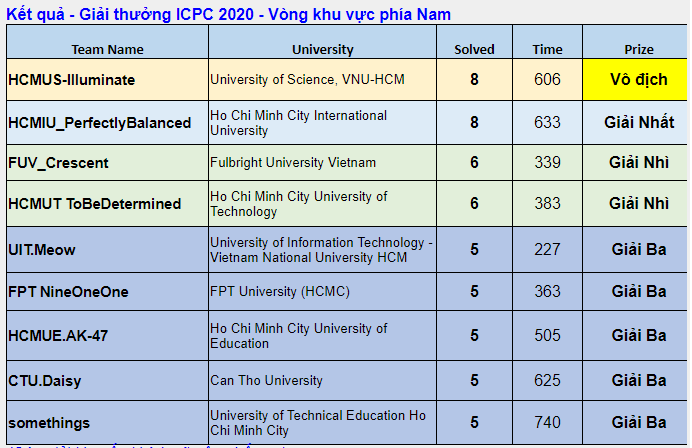 Kết quả - Giải thưởng ICPC 2020 - Vòng khu vực phía Nam
Team Name University Solved Time Prize
HCMUS-Illuminate University of Science, VNU-HCM 8 606 Vô địch
HCMIU_PerfectlyBalanced Ho Chi Minh City International
University 8 633 Giải Nhất
FUV_Crescent Fulbright University Vietnam 6 339 Giải Nhì
HCMUT ToBeDetermined Ho Chi Minh City University of
Technology 6 383 Giải Nhì
UIT.Meow University of Information Technology -
Vietnam National University HCM 5 227 Giải Ba
FPT NineOneOne FPT University (HCMC) 5 363 Giải Ba
HCMUE.AK-47 Ho Chi Minh City University of
Education 5 505 Giải Ba
CTU.Daisy Can Tho University 5 625 Giải Ba
somethings University of Technical Education Ho
Chi Minh City 5 740 Giải Ba